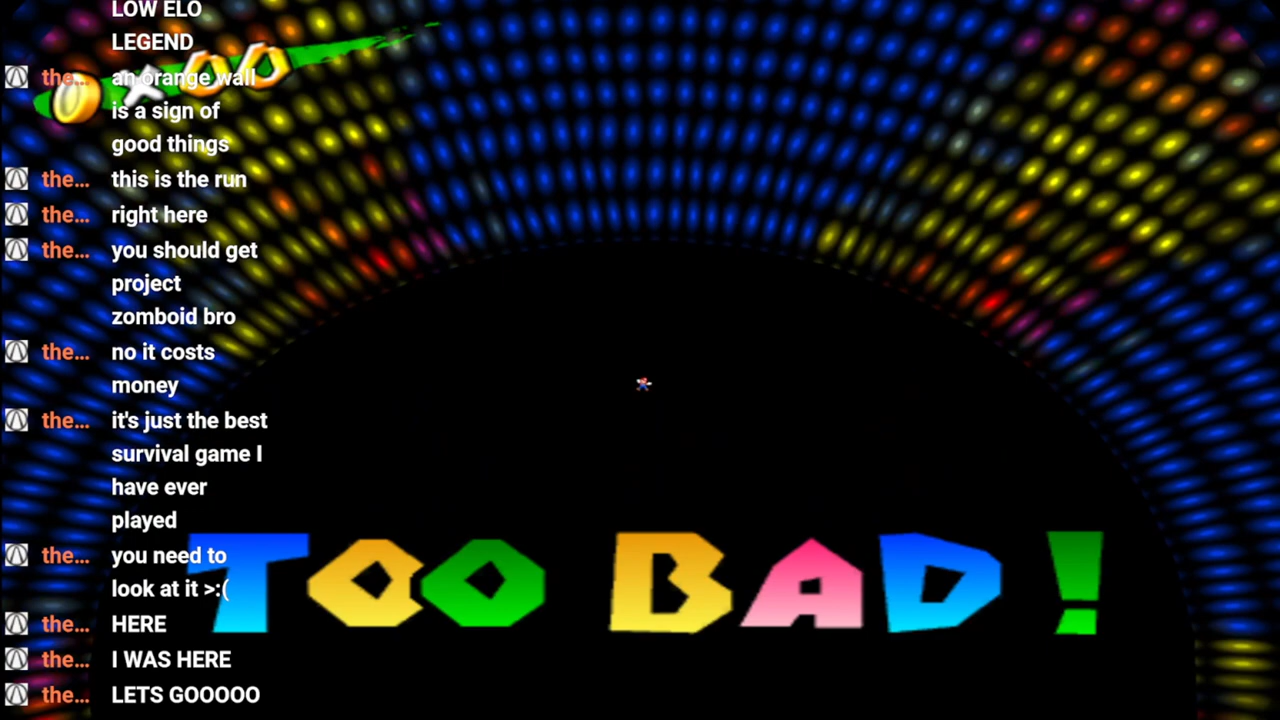 LOW ELO
LEGEND
x 00
the... an orange wall
is a sign of
good things
the... this is the run
the... right here
the... you should get
project
zomboid bro
the... no it costs
money
the... it's just the best
survival game I
have ever
played
the... you need to
look at it >:(
TOO BAD!
the... HERE
the... I WAS HERE
the... LETS GOOOOO